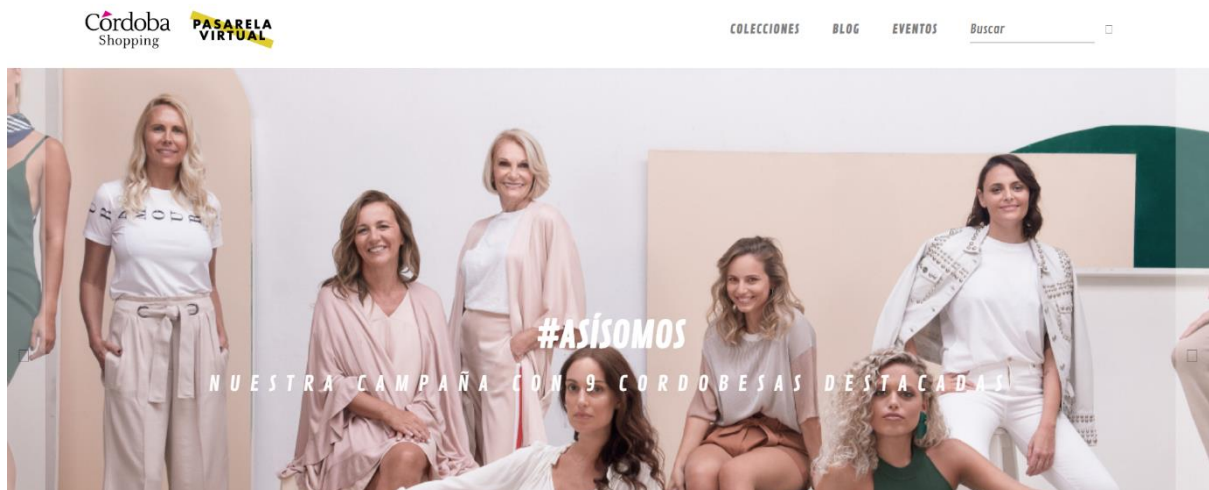 Córdoba
Shopping
PASARELA
VIRTUAL
COLECCIONES BLOG EVENTOS Buscar
#ASÍSOMOS
NUESTRA CAMPAÑA CON 9 CORDOBESAS DESTACADAS